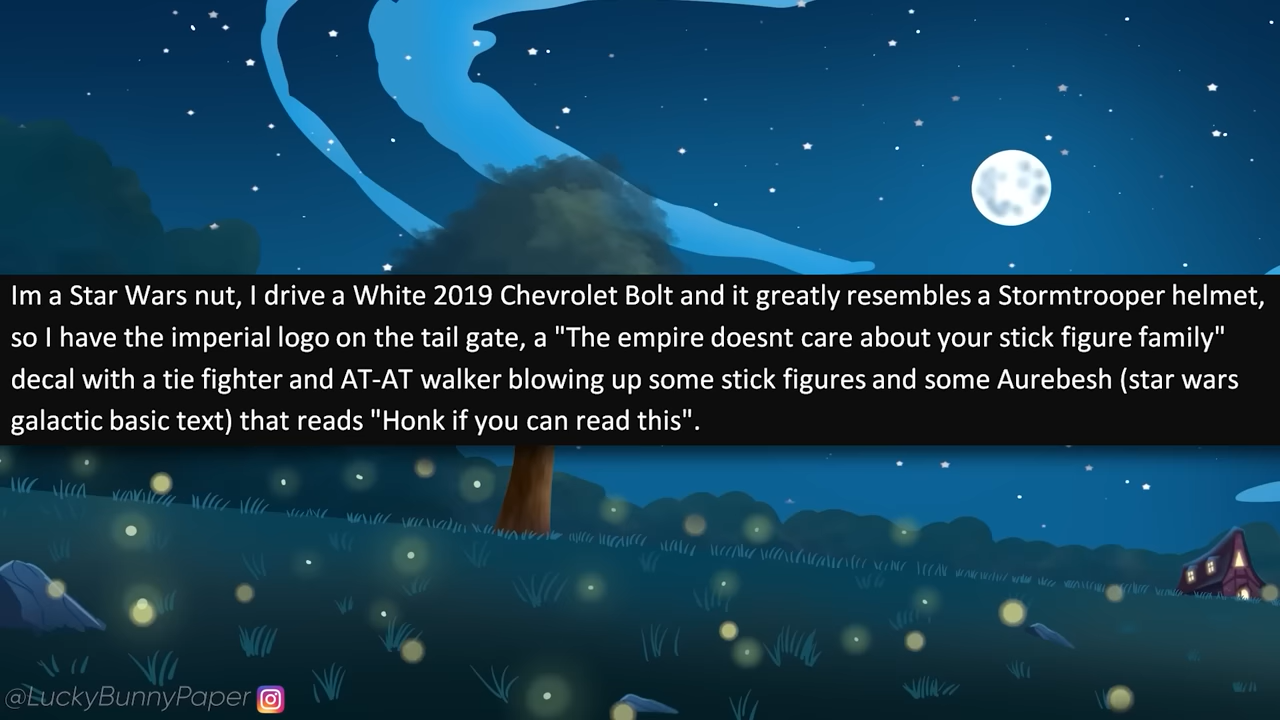 Im a Star Wars nut, I drive a White 2019 Chevrolet Bolt and it greatly resembles a Stormtrooper helmet,
so I have the imperial logo on the tail gate, a "The empire doesnt care about your stick figure family"
decal with a tie fighter and AT-AT walker blowing up some stick figures and some Aurebesh (star wars
galactic basic text) that reads "Honk if you can read this".
@LuckyBunnyPaper